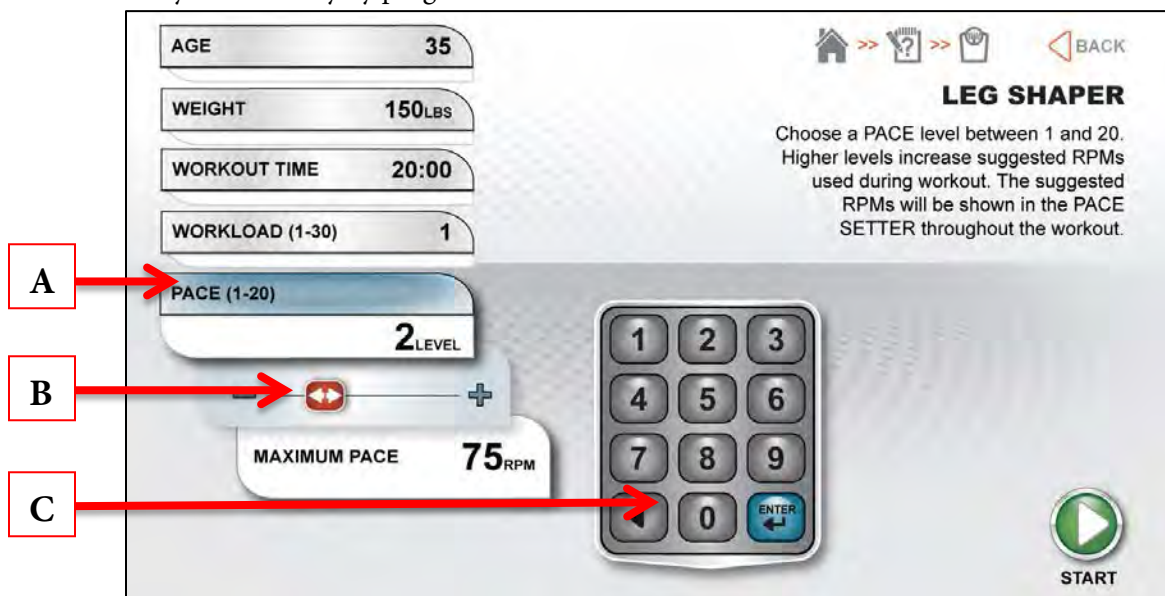 AGE 35
WEIGHT 150LBS
WORKOUT TIME 20:00
WORKLOAD (1-30) 1
PACE (1-20)
2LEVEL
MAXIMUM PACE 75RPM
A
B
C
>> ? >>
BACK
LEG SHAPER
Choose a PACE level between 1 and 20.
Higher levels increase suggested RPMs
used during workout. The suggested
RPMs will be shown in the PACE
SETTER throughout the workout.
1 2 3
4 5 6
7 8 9
0 ENTER
START